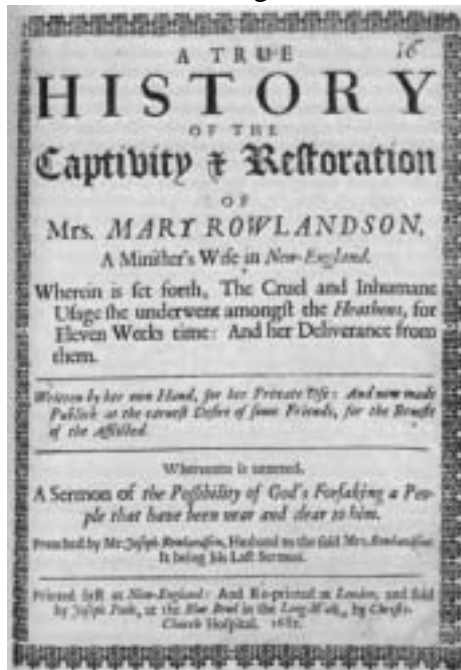 A TRUE 16
HISTORY
OF THE
Captivity & Reſtoration
OF
Mrs. MARY ROWLANDSON,
A Miniſter's Wife in New-England.
Wherein is ſet forth, The Cruel and Inhumane
Uſage ſhe underwent amongſt the Heathens, for
Eleven Weeks time: And her Deliverance from
them.
Written by her own Hand, for her Private Uſe: And now made
Publick at the earneſt Deſire of ſome Friends, for the Benefit
of the Afflicted.
Whereunto is annexed,
A Sermon of the Poſſibility of God's Forſaking a Peo-
ple that have been near and dear to him.
Preached by Mr. Joſeph Rowlandſon, Husband to the ſaid Mrs. Rowlandſon:
It being his Laſt Sermon.
Printed firſt at New-England: And Re-printed at London, and ſold
by Joſeph Poole, at the Blue Bowl in the Long-Walk, by Chriſts-
Church Hoſpital. 1682.